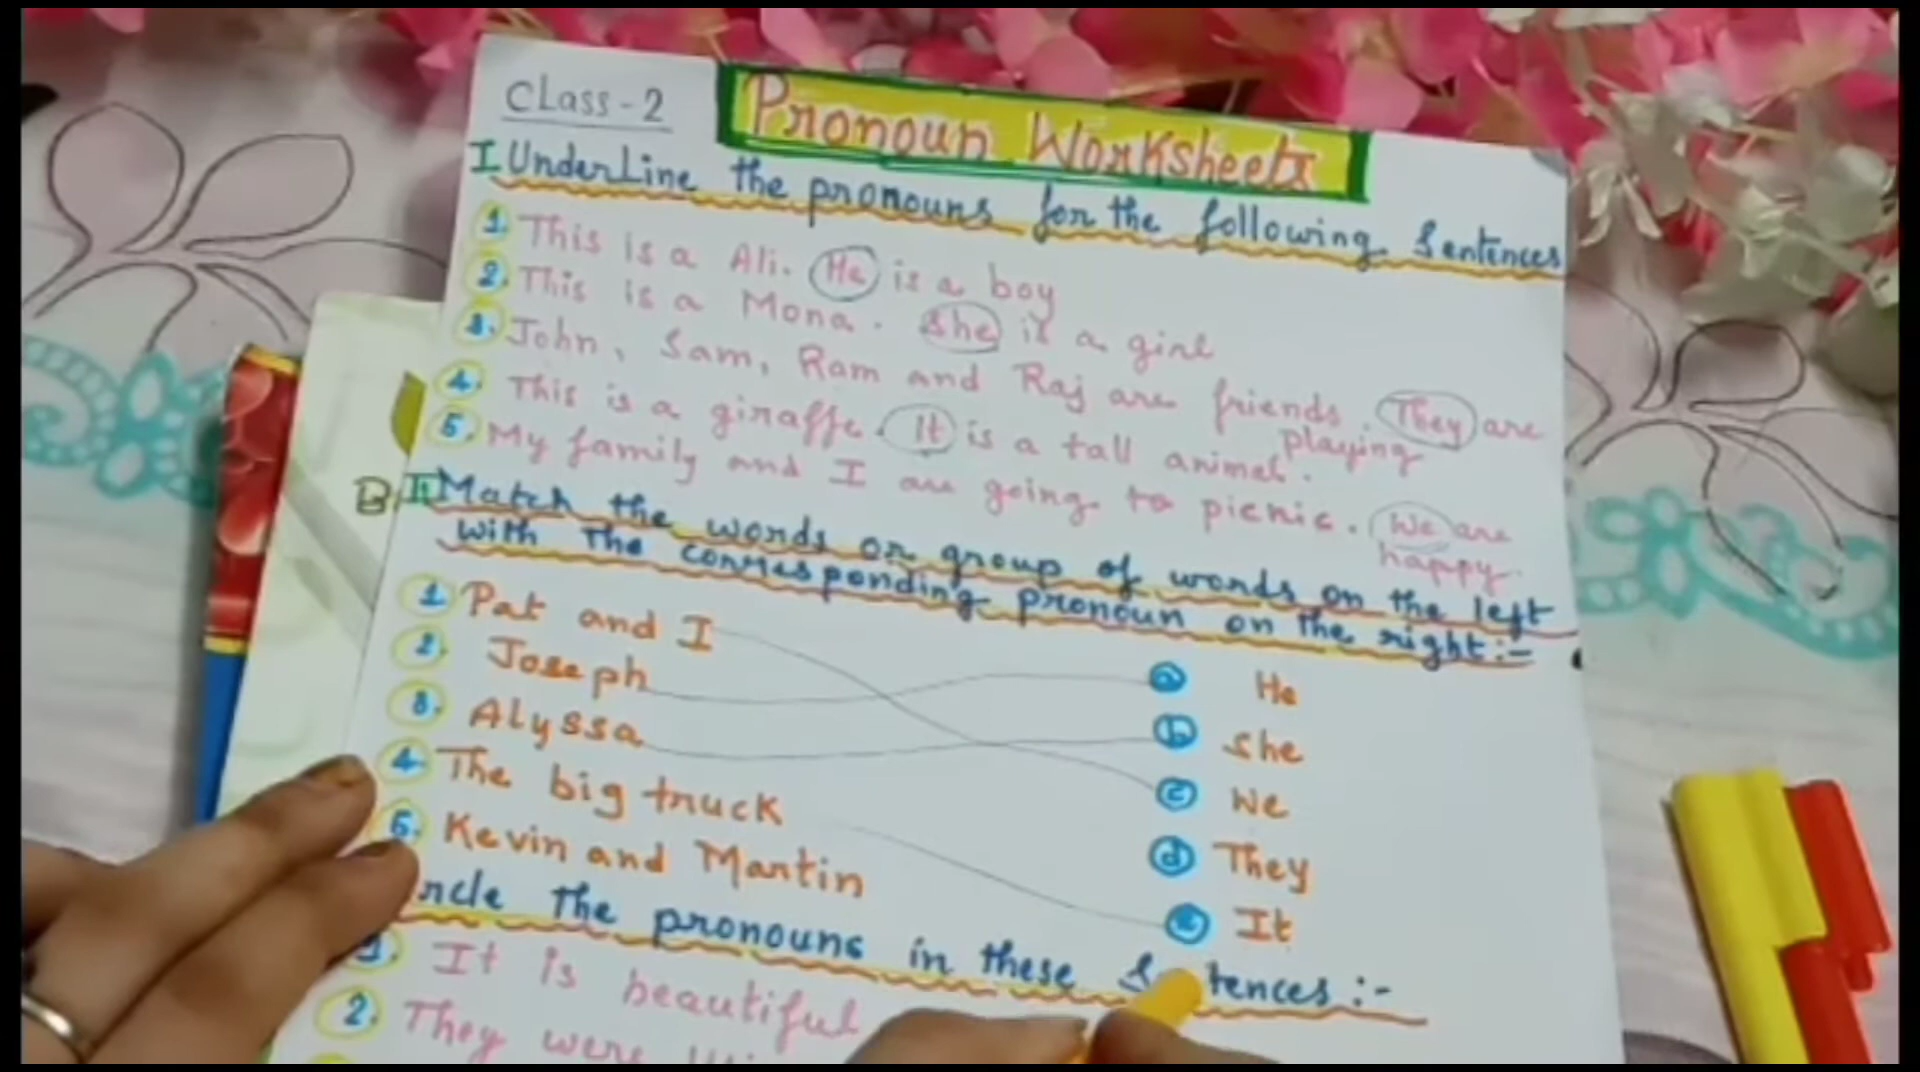 Class-2
Pronoun Worksheets
I Underline the pronouns for the following Sentences
1. This is a Ali. He is a boy
2. This is a Mona. She is a girl
3. John, Sam, Ram and Raj are friends. They are
playing
4. This is a giraffe. It is a tall animal.
5. My family and I are going to picnic. We are
happy.
B. II Match the words or group of words on the left
with the corresponding pronoun on the right:-
1. Pat and I
2. Joseph
3. Alyssa
4. The big truck
5. Kevin and Martin
a He
b She
c We
d They
e It
the pronouns in these :-
1. It is beautiful
2. They were